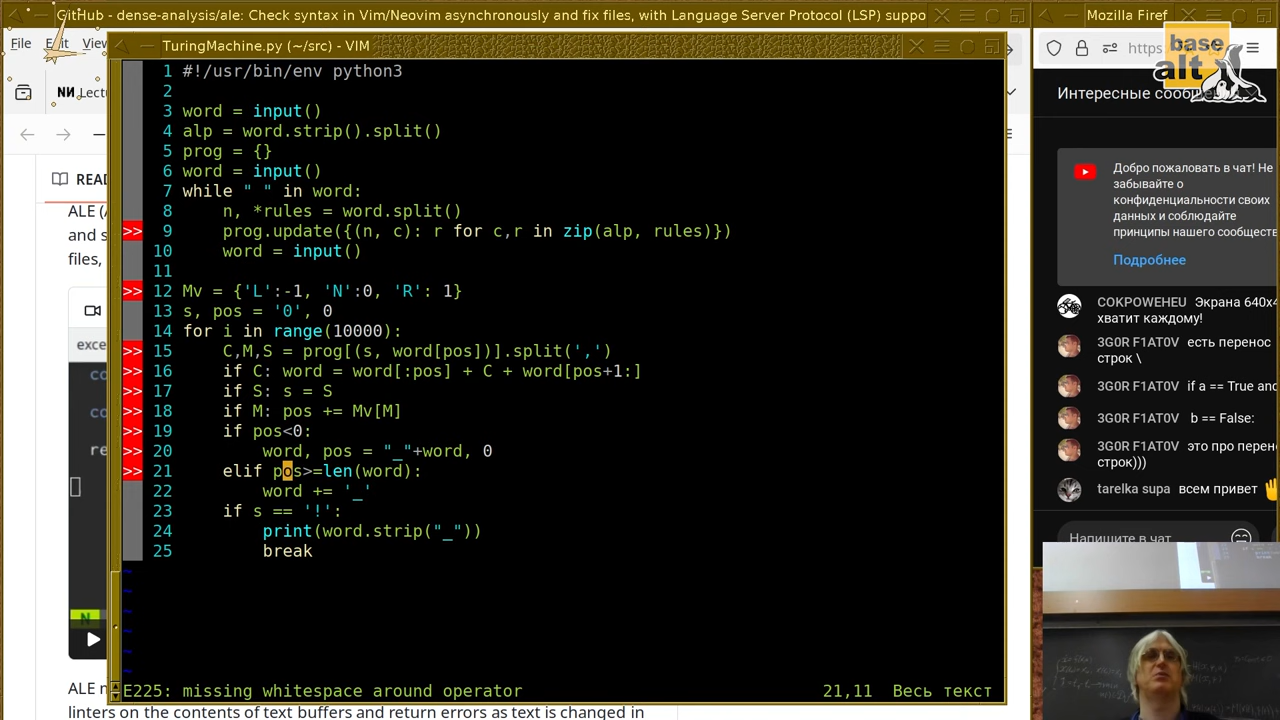 GitHub - dense-analysis/ale: Check syntax in Vim/Neovim asynchronously and fix files, with Language Server Protocol (LSP) suppo
Mozilla Firef
File Edit View
TuringMachine.py (~/src) - VIM
https
base
alt
Lectu
READ
ALE (A
and s
files,
exce
co
co
re
N
ALE m
linters on the contents of text buffers and return errors as text is changed in
1 #!/usr/bin/env python3
2
3 word = input()
4 alp = word.strip().split()
5 prog = {}
6 word = input()
7 while " " in word:
8     n, *rules = word.split()
>> 9     prog.update({(n, c): r for c,r in zip(alp, rules)})
10     word = input()
11
>> 12 Mv = {'L':-1, 'N':0, 'R': 1}
13 s, pos = '0', 0
14 for i in range(10000):
>> 15     C,M,S = prog[(s, word[pos])].split(',')
>> 16     if C: word = word[:pos] + C + word[pos+1:]
>> 17     if S: s = S
>> 18     if M: pos += Mv[M]
>> 19     if pos<0:
>> 20         word, pos = "_"+word, 0
>> 21     elif pos>=len(word):
22         word += '_'
23     if s == '!':
24         print(word.strip("_"))
25         break
~
~
~
~
~
~
E225: missing whitespace around operator 21,11 Весь текст
Интересные сообще
Добро пожаловать в чат! Не
забывайте о
конфиденциальности своих
данных и соблюдайте
принципы нашего сообществ
Подробнее
COKPOWEHEU Экрана 640x4
хватит каждому!
3G0R F1AT0V есть перенос
строк \
3G0R F1AT0V if a == True and
3G0R F1AT0V b == False:
3G0R F1AT0V это про перен
строк)))
tarelka supa всем привет
Напишите в чат